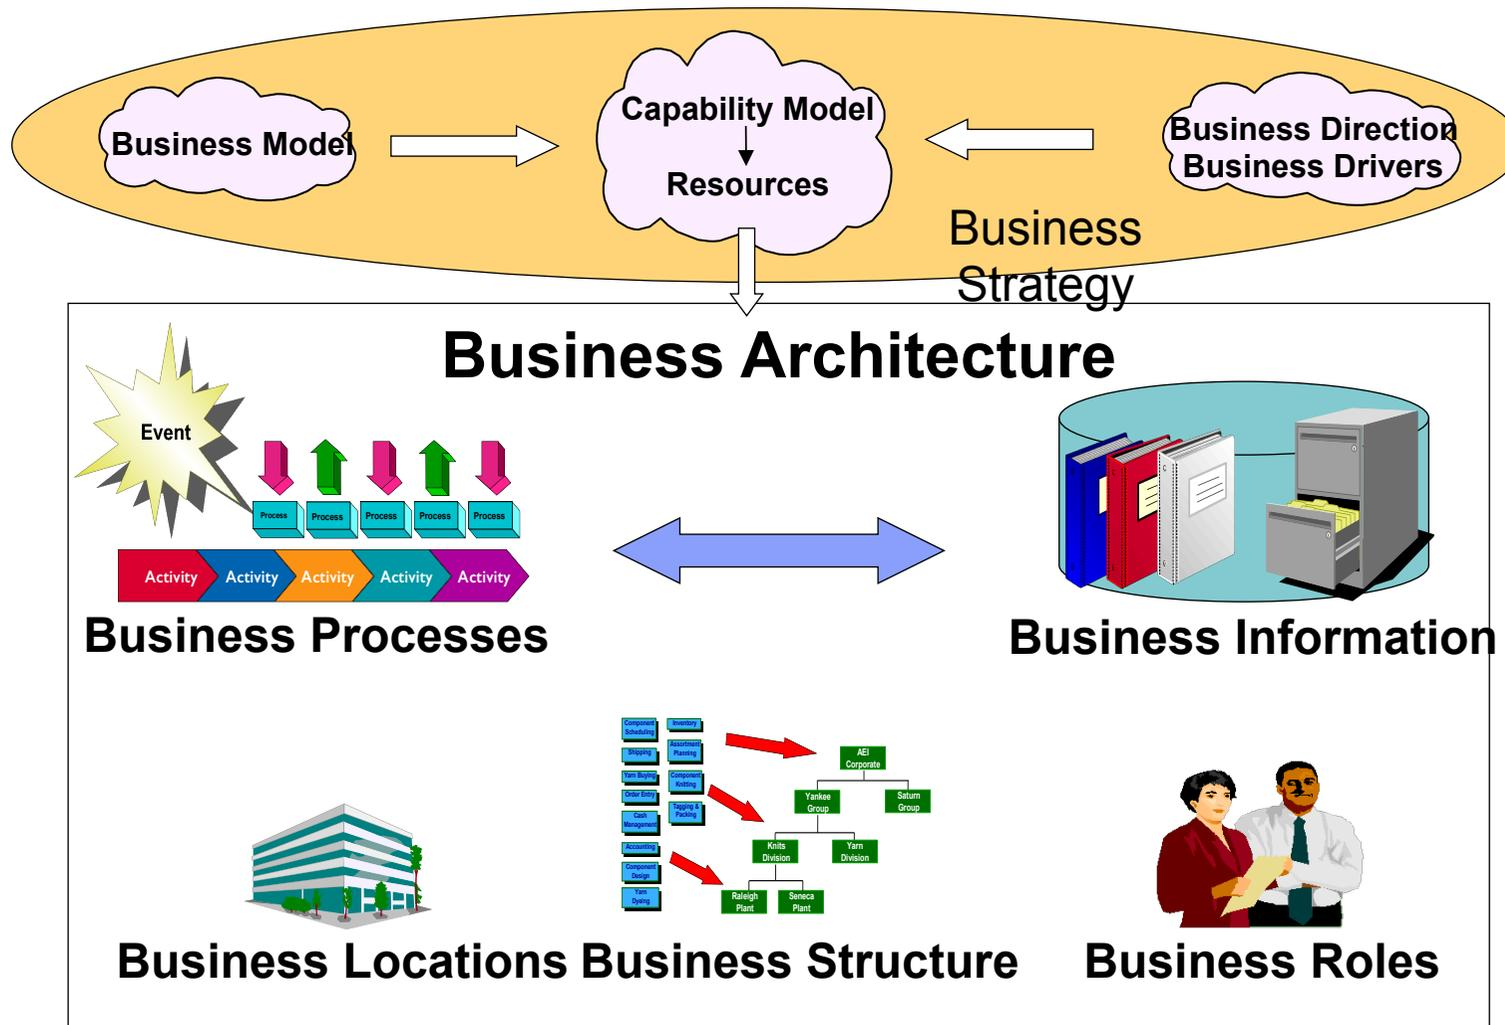 Business Model
Capability Model
Resources
Business Direction
Business Drivers
Business
Strategy
Business Architecture
Event
Process
Process
Process
Process
Process
Activity
Activity
Activity
Activity
Activity
Business Processes
Business Information
Component
Scheduling
Shipping
Yarn Buying
Order Entry
Cash
Management
Accounting
Component
Design
Yarn
Dyeing
Inventory
Assortment
Planning
Component
Knitting
Tagging &
Packing
AEI
Corporate
Yankee
Group
Saturn
Group
Knits
Division
Yarn
Division
Raleigh
Plant
Seneca
Plant
Business Locations
Business Structure
Business Roles